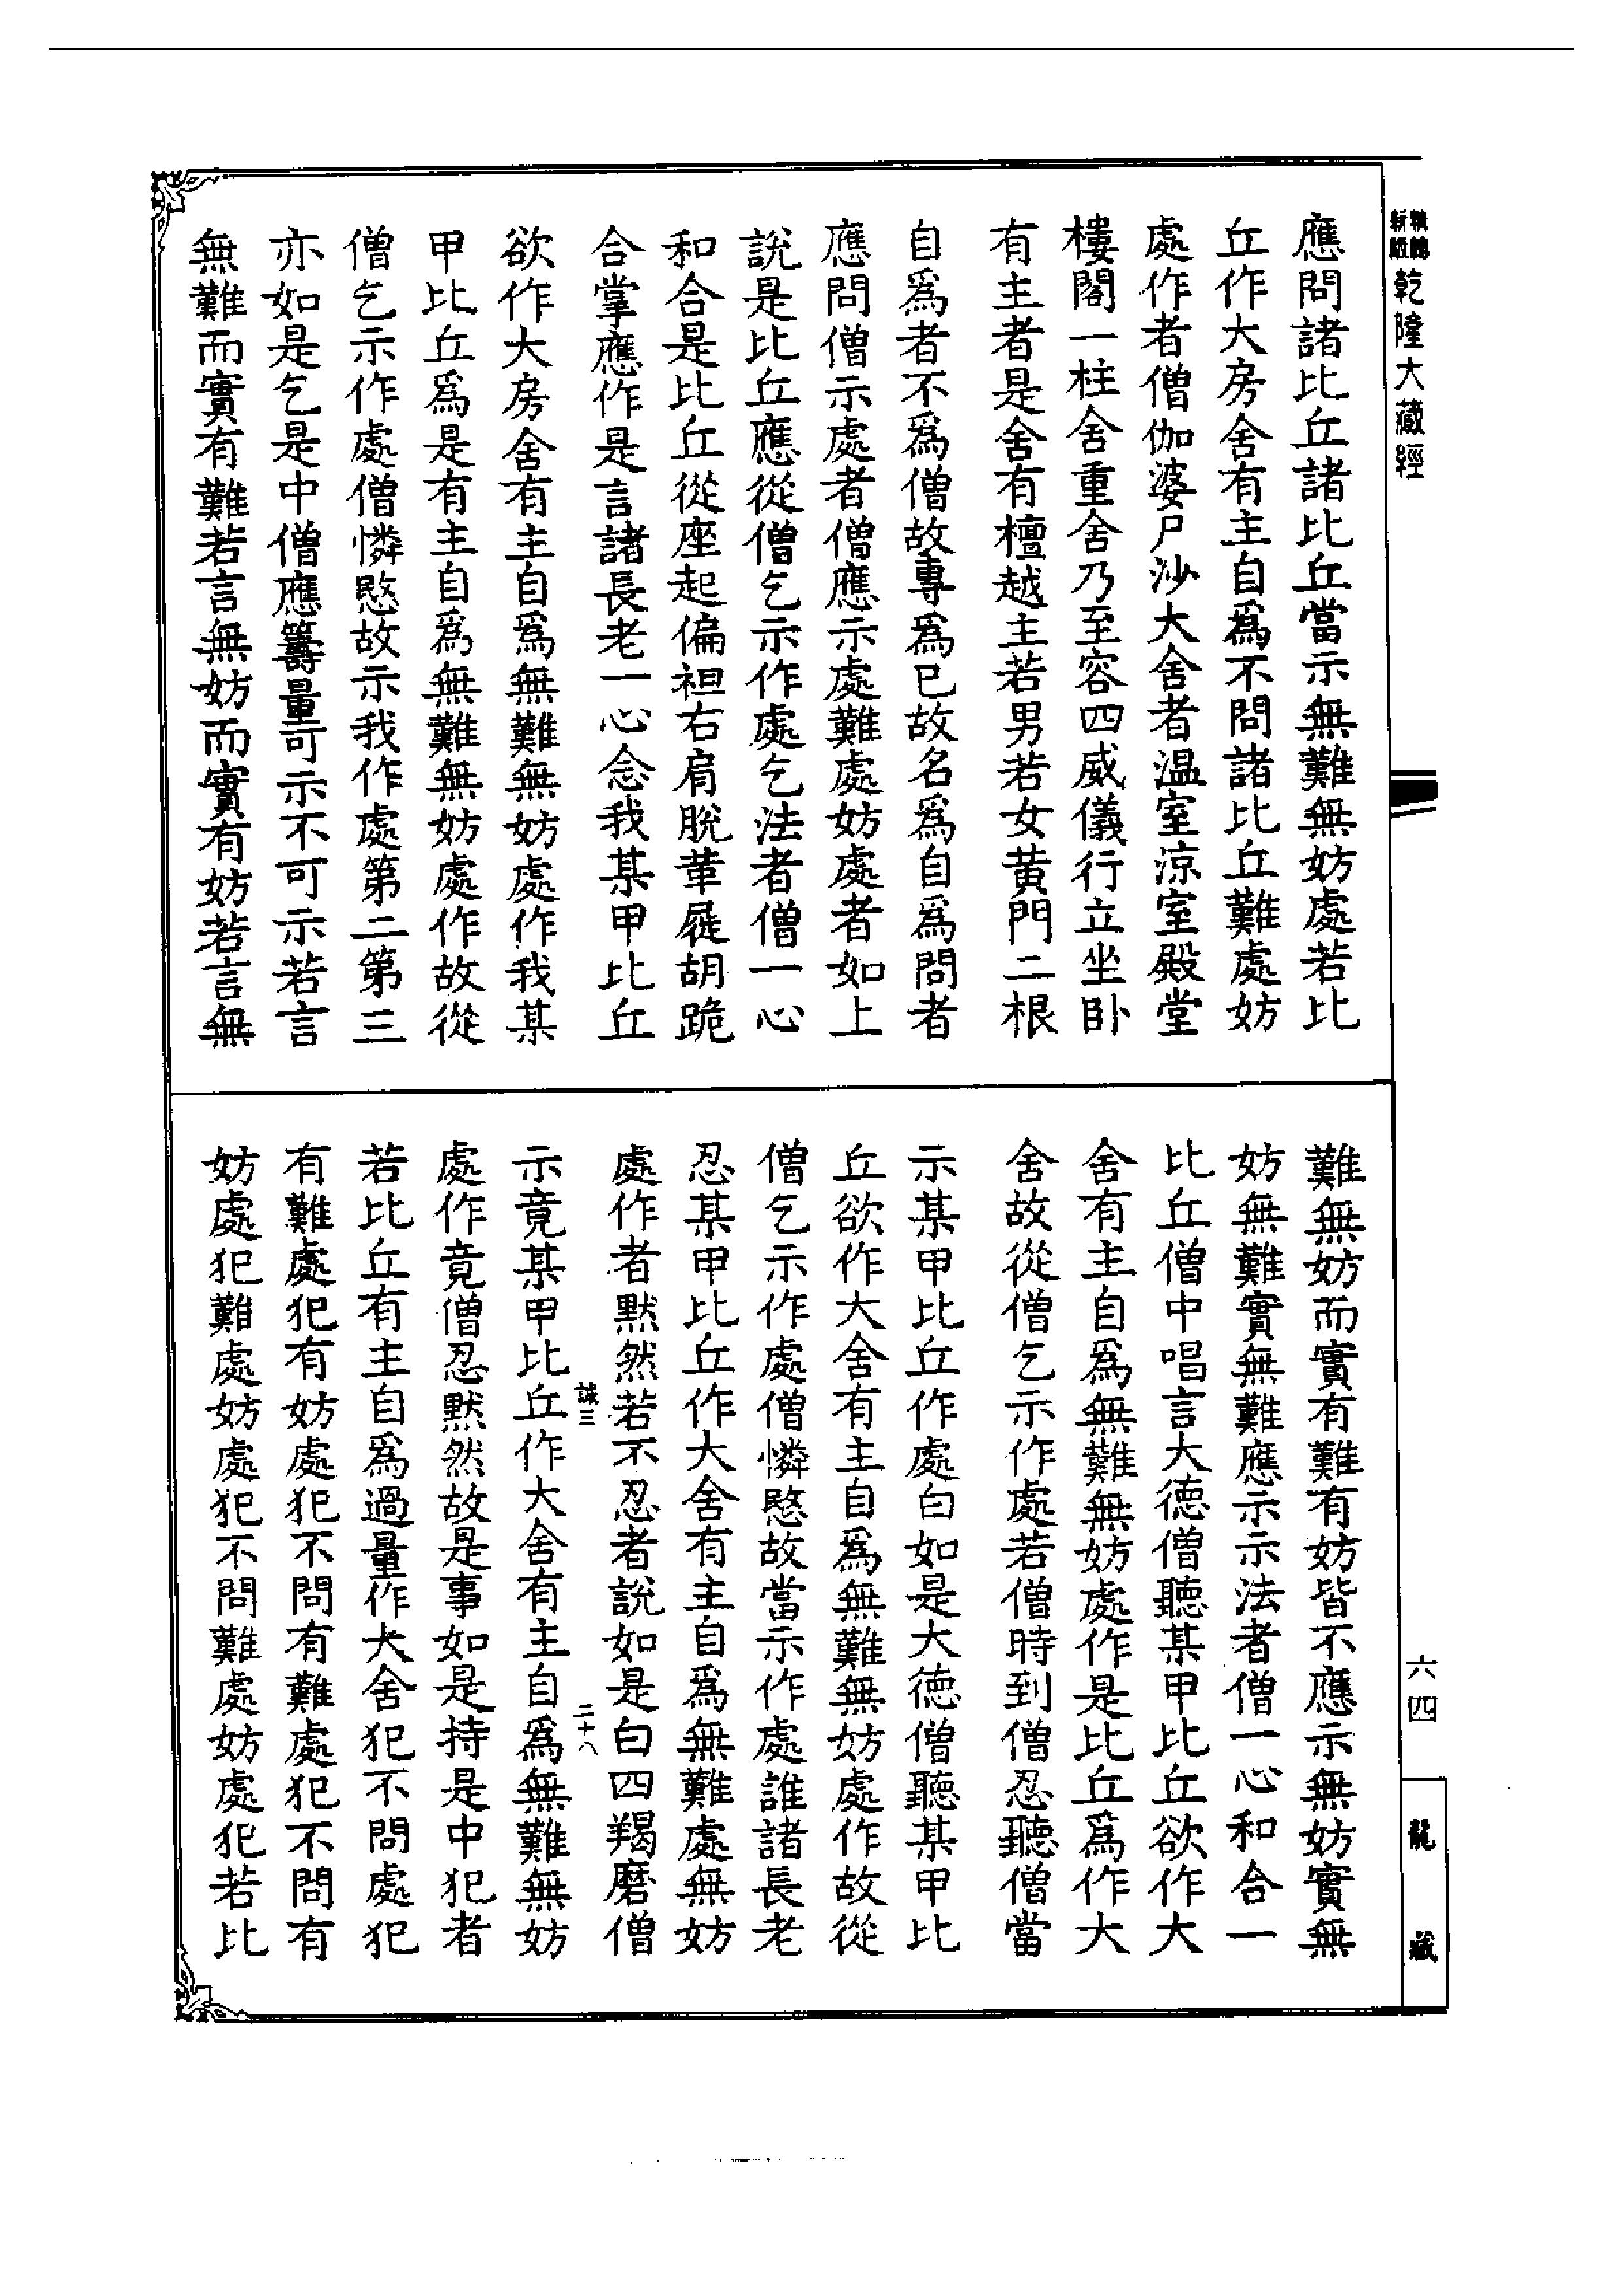 新編縮本乾隆大藏經
應問諸比丘諸比丘當示無難無妨處若比
丘作大房舍有主自爲不問諸比丘難處妨
處作者僧伽婆尸沙大舍者温室涼室殿堂
樓閣一柱舍重舍乃至容四威儀行立坐卧
有主者是舍有檀越主若男若女黄門二根
自爲者不爲僧故專爲已故名爲自爲問者
應問僧示處者僧應示處難處妨處者如上
說是比丘應從僧乞示作處乞法者僧一心
和合是比丘從座起偏袒右肩脫革屣胡跪
合掌應作是言諸長老一心念我某甲比丘
欲作大房舍有主自爲無難無妨處作我某
甲比丘爲是有主自爲無難無妨處作故從
僧乞示作處僧憐愍故示我作處第二第三
亦如是乞是中僧應籌量可示不可示若言
無難而實有難若言無妨而實有妨若言無
難無妨而實有難有妨皆不應示無妨實無
妨無難實無難應示示法者僧一心和合一
比丘僧中唱言大德僧聽某甲比丘欲作大
舍有主自爲無難無妨處作是比丘爲作大
舍故從僧乞示作處若僧時到僧忍聽僧當
示某甲比丘作處白如是大德僧聽某甲比
丘欲作大舍有主自爲無難無妨處作故從
僧乞示作處僧憐愍故當示作處誰諸長老
忍某甲比丘作大舍有主自爲無難處無妨
處作者默然若不忍者說如是白四羯磨僧
誠三 二十八
示竟某甲比丘作大舍有主自爲無難無妨
處作竟僧忍默然故是事如是持是中犯者
若比丘有主自爲過量作大舍犯不問處犯
有難處犯有妨處犯不問有難處犯不問有
妨處犯難處妨處犯不問難處妨處犯若比
六四
龍藏